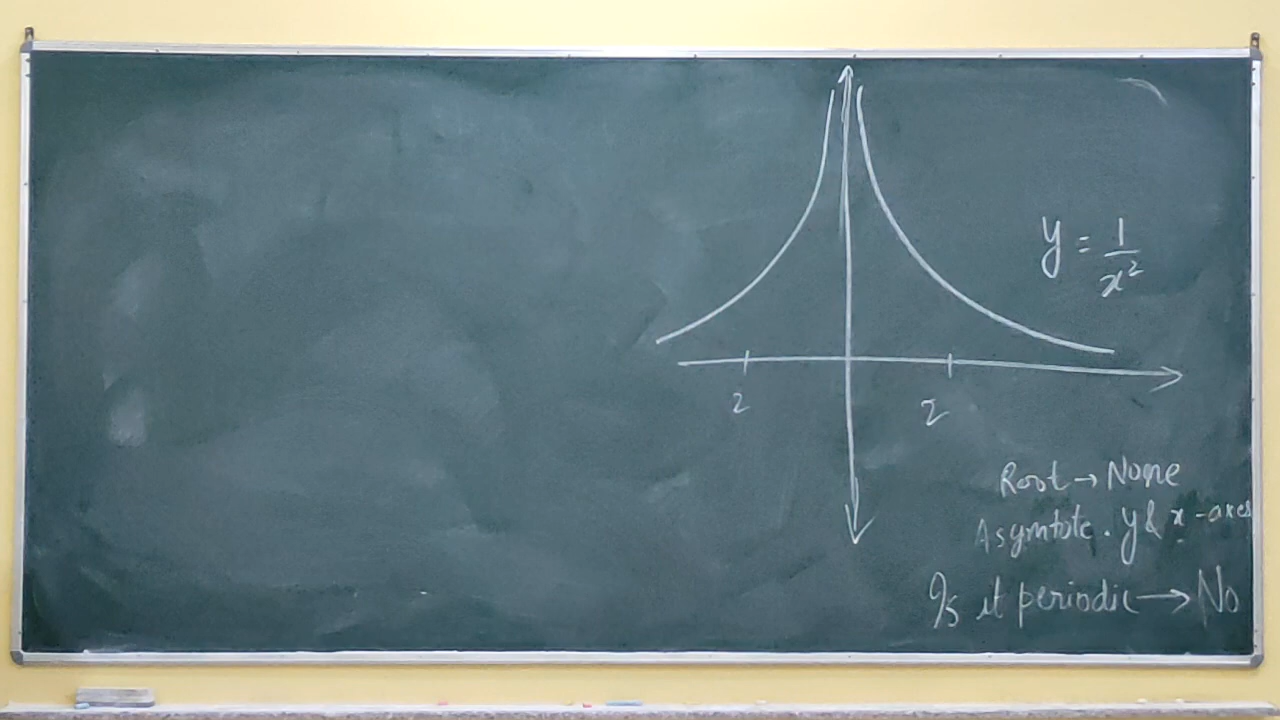 y = 1/x²
2 2
Root → None
Asymtote . y & x - axes
Is it periodic → No